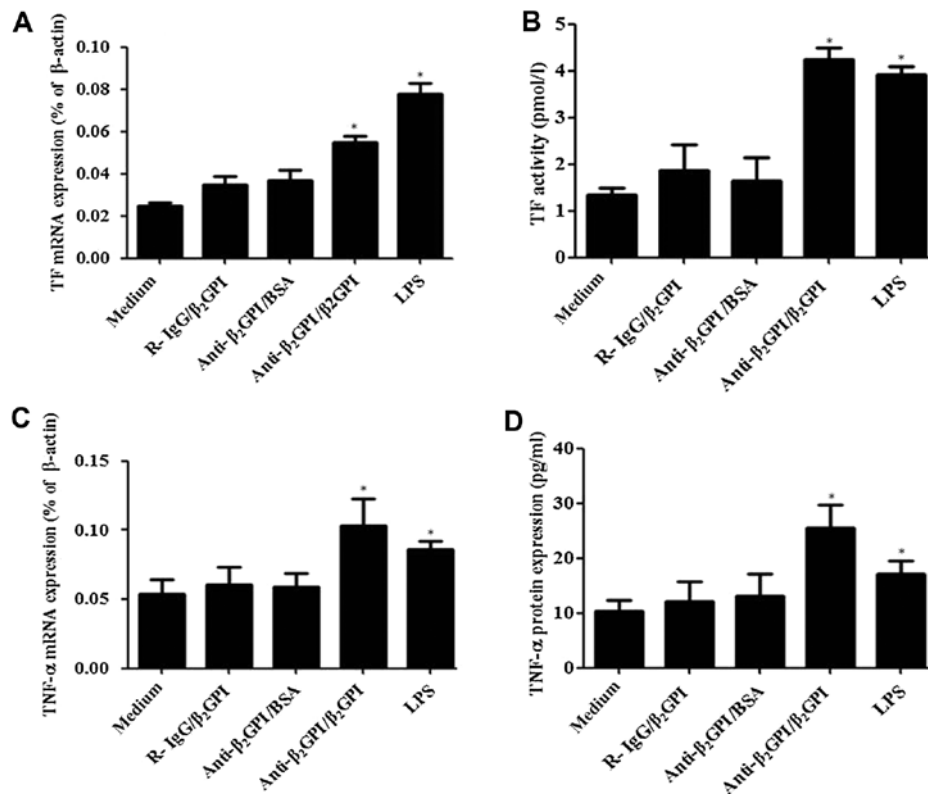 A
TF mRNA expression (% of β-actin)
0.10
0.08
0.06
0.04
0.02
0.00
*
*
Medium
R- IgG/β₂GPI
Anti-β₂GPI/BSA
Anti-β₂GPI/β2GPI
LPS
B
TF activity (pmol/l)
5
4
3
2
1
0
*
*
Medium
R- IgG/β₂GPI
Anti-β₂GPI/BSA
Anti-β₂GPI/β₂GPI
LPS
C
TNF-α mRNA expression (% of β-actin)
0.15
0.10
0.05
0.00
*
*
Medium
R- IgG/β₂GPI
Anti-β₂GPI/BSA
Anti-β₂GPI/β₂GPI
LPS
D
TNF-α protein expression (pg/ml)
40
30
20
10
0
*
*
Medium
R- IgG/β₂GPI
Anti-β₂GPI/BSA
Anti-β₂GPI/β₂GPI
LPS